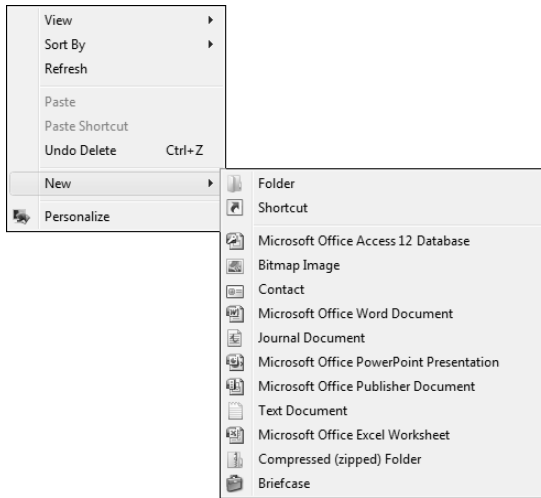 View
Sort By
Refresh
Paste
Paste Shortcut
Undo Delete Ctrl+Z
New
Personalize
Folder
Shortcut
Microsoft Office Access 12 Database
Bitmap Image
Contact
Microsoft Office Word Document
Journal Document
Microsoft Office PowerPoint Presentation
Microsoft Office Publisher Document
Text Document
Microsoft Office Excel Worksheet
Compressed (zipped) Folder
Briefcase